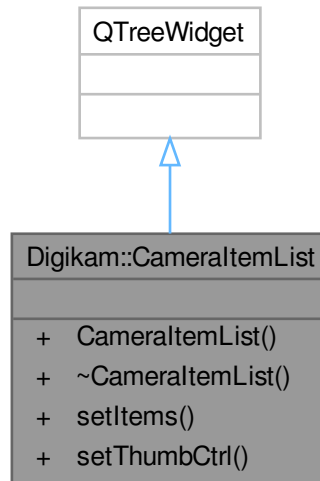 QTreeWidget
Digikam::CameraItemList
+ CameraItemList()
+ ~CameraItemList()
+ setItems()
+ setThumbCtrl()